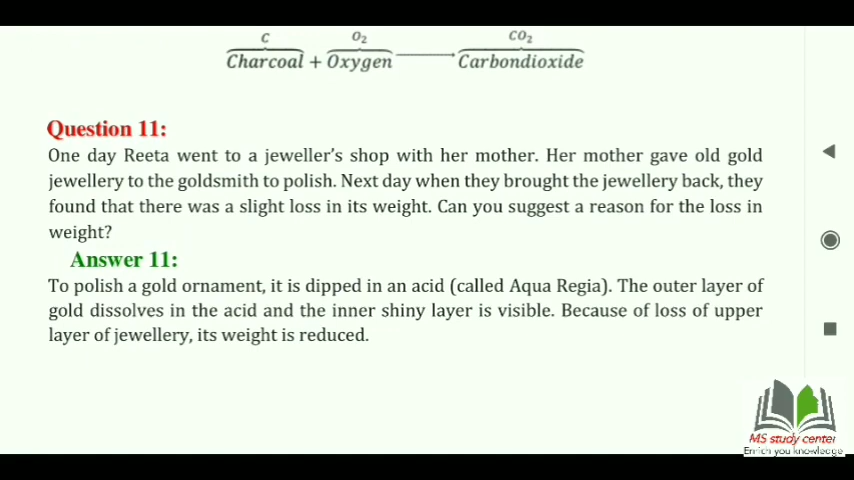 C O₂ CO₂
Charcoal + Oxygen ⟶ Carbondioxide
Question 11:
One day Reeta went to a jeweller’s shop with her mother. Her mother gave old gold
jewellery to the goldsmith to polish. Next day when they brought the jewellery back, they
found that there was a slight loss in its weight. Can you suggest a reason for the loss in
weight?
Answer 11:
To polish a gold ornament, it is dipped in an acid (called Aqua Regia). The outer layer of
gold dissolves in the acid and the inner shiny layer is visible. Because of loss of upper
layer of jewellery, its weight is reduced.
MS study center
Enrich you knowledge